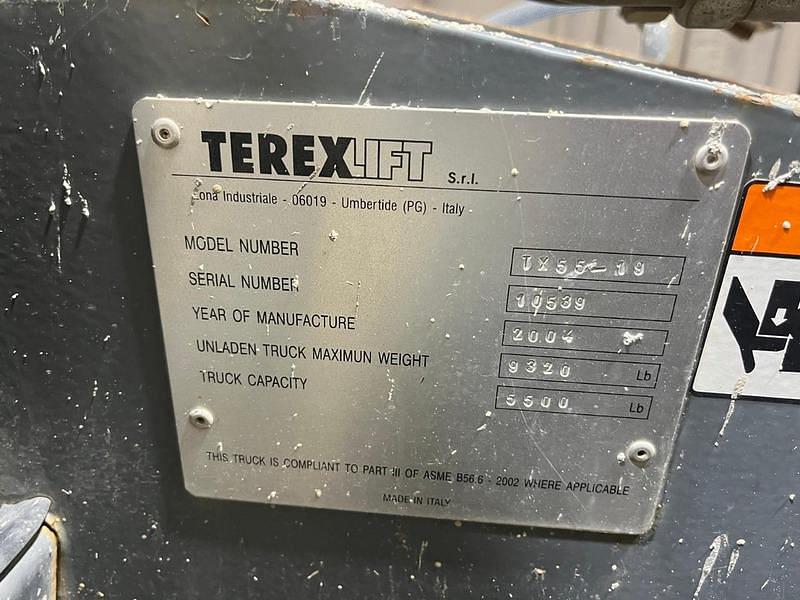 TEREXLIFT S.r.l.
Zona Industriale - 06019 - Umbertide (PG) - Italy
MODEL NUMBER TX55-19
SERIAL NUMBER 10539
YEAR OF MANUFACTURE 2004
UNLADEN TRUCK MAXIMUN WEIGHT 9320 Lb
TRUCK CAPACITY 5500 Lb
THIS TRUCK IS COMPLIANT TO PART III OF ASME B56.6 - 2002 WHERE APPLICABLE
MADE IN ITALY